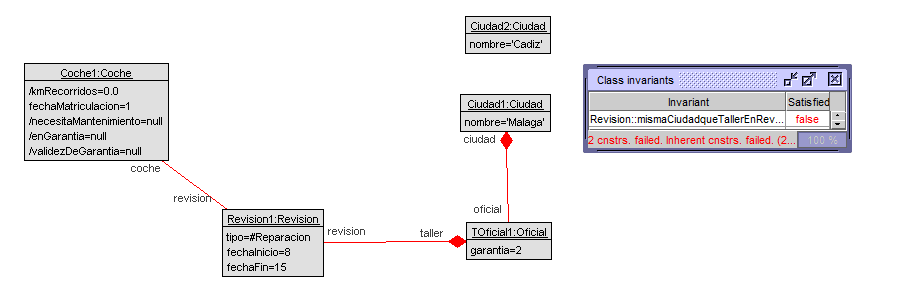 Ciudad2:Ciudad
nombre='Cadiz'
Coche1:Coche
/kmRecorridos=0.0
fechaMatriculacion=1
/necesitaMantenimiento=null
/enGarantia=null
/validezDeGarantia=null
Class invariants
Invariant
Satisfied
Revision::mismaCiudadqueTallerEnRev...
false
2 cnstrs. failed. Inherent cnstrs. failed. (2...
100 %
Ciudad1:Ciudad
nombre='Malaga'
ciudad
coche
revision
oficial
Revision1:Revision
tipo=#Reparacion
fechaInicio=8
fechaFin=15
revision
taller
TOficial1:Oficial
garantia=2